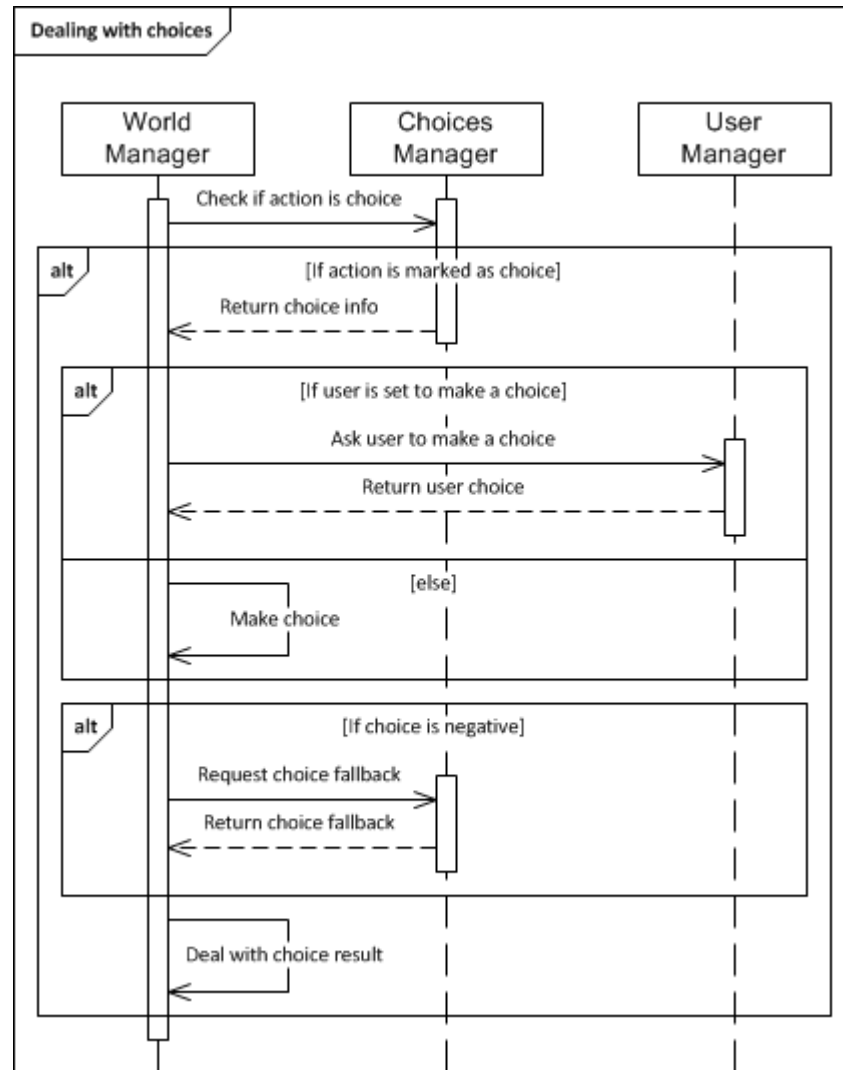 Dealing with choices
World
Manager
Choices
Manager
User
Manager
Check if action is choice
alt
[If action is marked as choice]
Return choice info
alt
[If user is set to make a choice]
Ask user to make a choice
Return user choice
[else]
Make choice
alt
[If choice is negative]
Request choice fallback
Return choice fallback
Deal with choice result